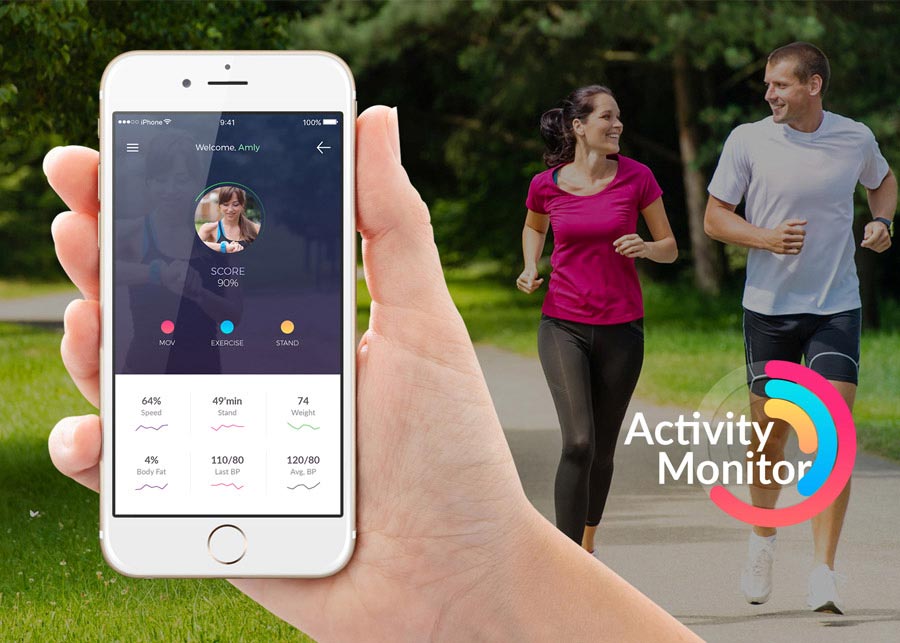 iPhone
9:41
100%
Welcome, Amly
SCORE
90%
MOV
EXERCISE
STAND
64%
Speed
49'min
Stand
74
Weight
4%
Body Fat
110/80
Last BP
120/80
Avg. BP
Activity
Monitor